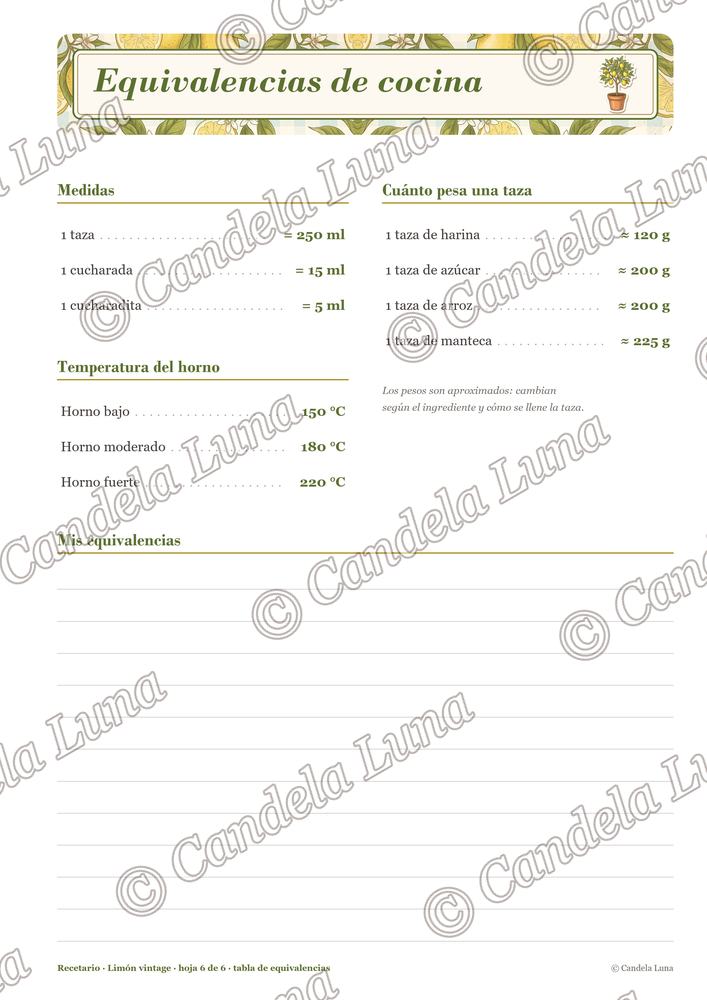 Equivalencias de cocina
Medidas
1 taza = 250 ml
1 cucharada = 15 ml
1 cucharadita = 5 ml
Temperatura del horno
Horno bajo 150 °C
Horno moderado 180 °C
Horno fuerte 220 °C
Cuánto pesa una taza
1 taza de harina ≈ 120 g
1 taza de azúcar ≈ 200 g
1 taza de arroz ≈ 200 g
1 taza de manteca ≈ 225 g
Los pesos son aproximados: cambian
según el ingrediente y cómo se llene la taza.
Mis equivalencias
Recetario · Limón vintage · hoja 6 de 6 · tabla de equivalencias
© Candela Luna
© Candela Luna